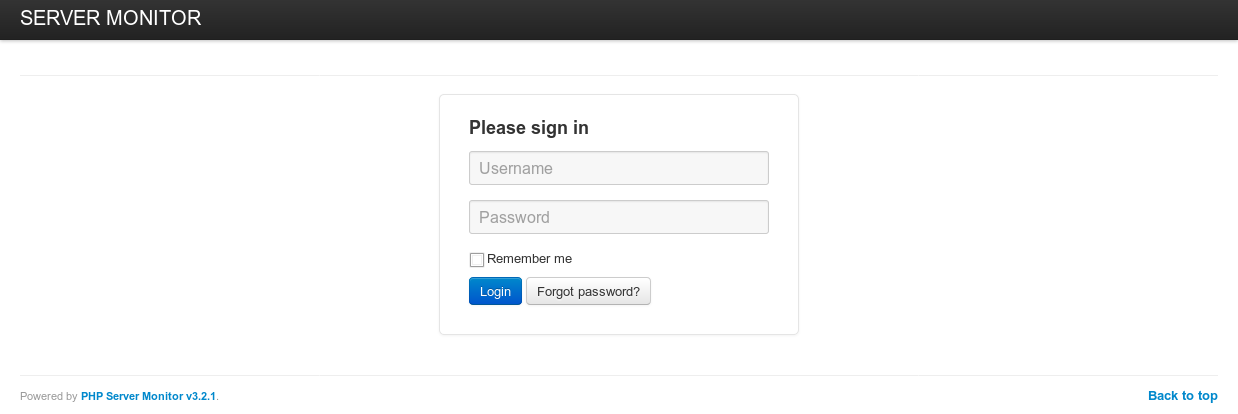 SERVER MONITOR
Please sign in
Username
Password
Remember me
Login Forgot password?
Powered by PHP Server Monitor v3.2.1. Back to top